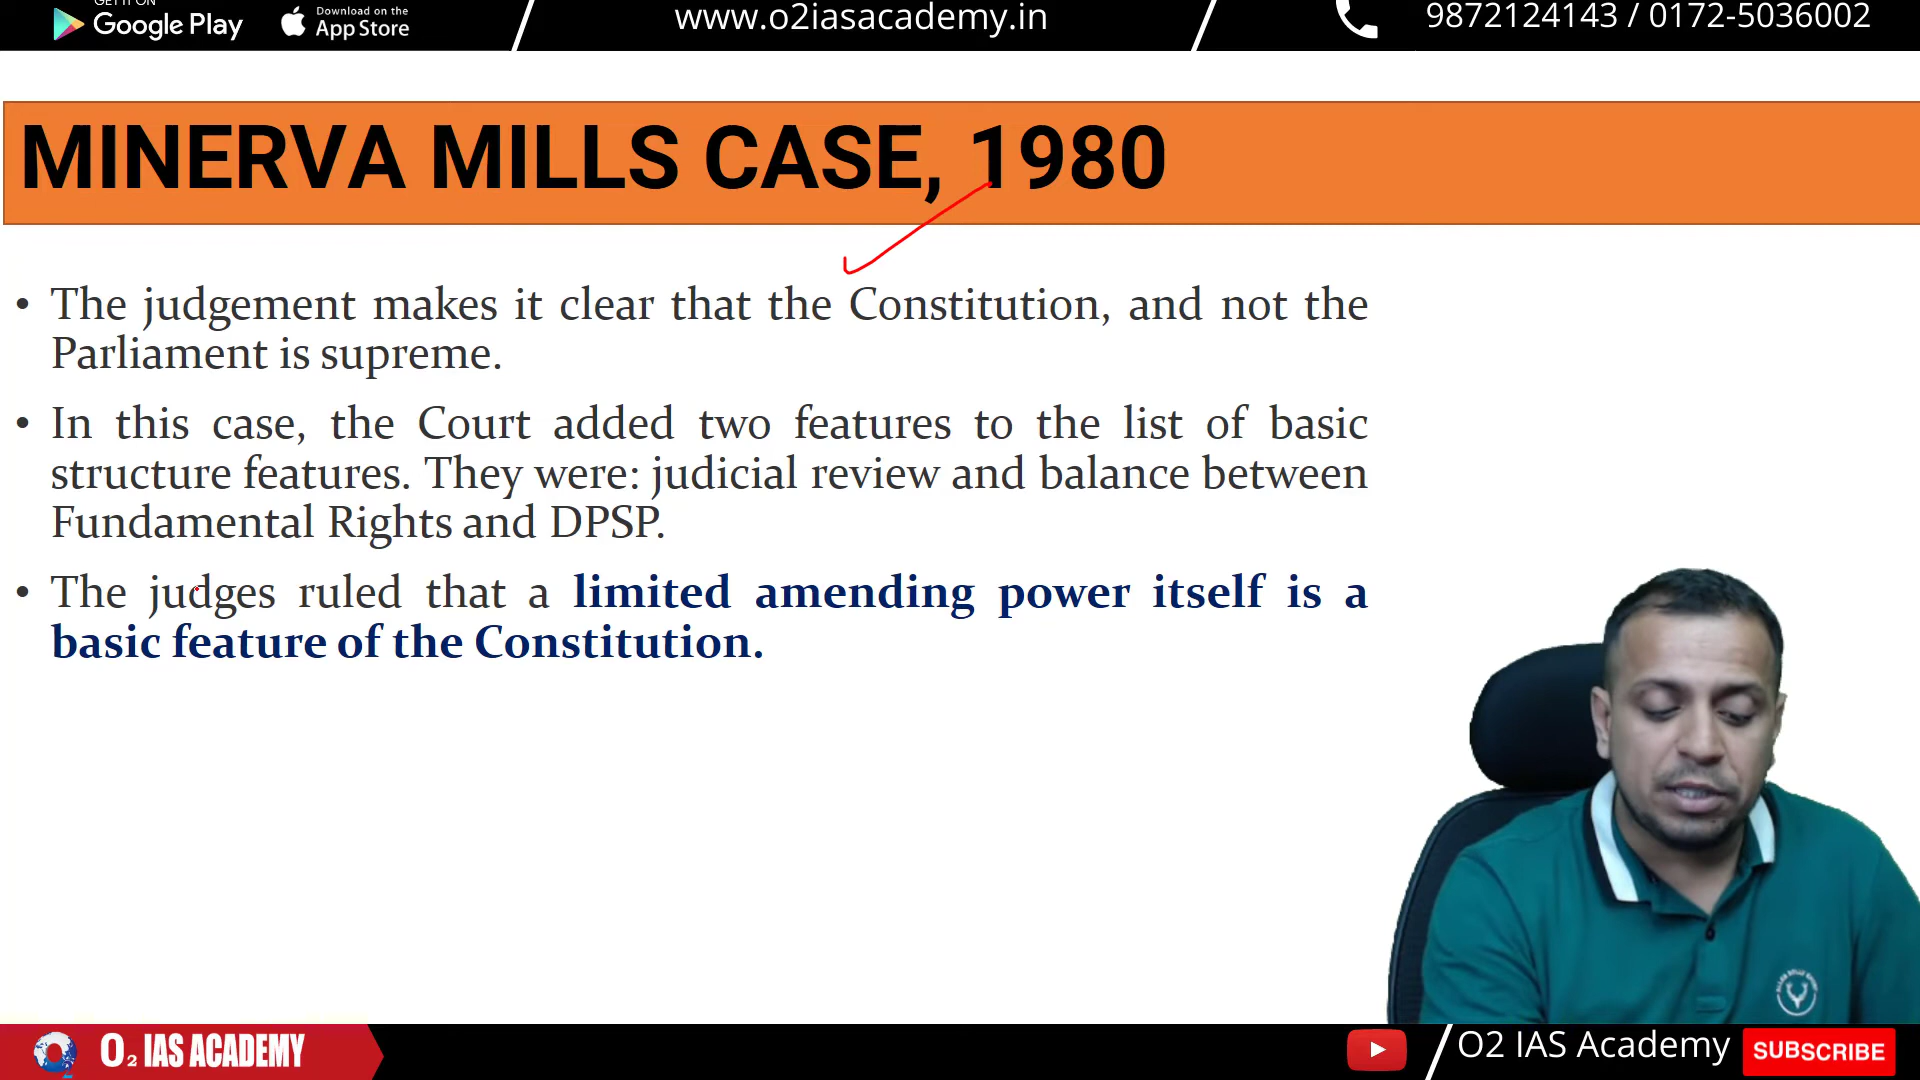 GET IT ON
Google Play
Download on the
App Store
www.o2iasacademy.in
9872124143 / 0172-5036002
MINERVA MILLS CASE, 1980
• The judgement makes it clear that the Constitution, and not the
Parliament is supreme.
• In this case, the Court added two features to the list of basic
structure features. They were: judicial review and balance between
Fundamental Rights and DPSP.
• The judges ruled that a limited amending power itself is a
basic feature of the Constitution.
O2 IAS ACADEMY
O2 IAS Academy
SUBSCRIBE